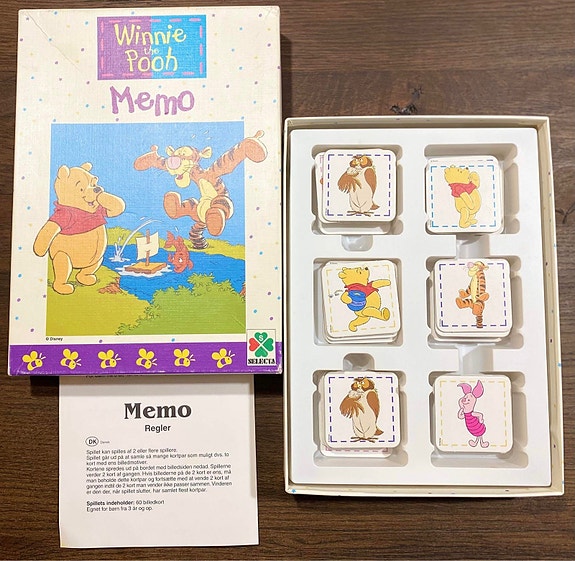 Winnie
the
Pooh
Memo
© Disney
SELECTA
Memo
Regler
DK Dansk
Spillet kan spilles af 2 eller flere spillere.
Spillet går ud på at samle så mange kortpar som muligt dvs. to
kort med ens billedmotiver.
Kortene spredes ud på bordet med billedsiden nedad. Spillerne
vender 2 kort af gangen. Hvis billederne på de 2 kort er ens, må
man beholde dette kortpar og fortsætte med at vende 2 kort af
gangen indtil de 2 kort man vender ikke passer sammen. Vinderen
er den der, når spillet slutter, har samlet flest kortpar.
Spillets indeholder: 60 billedkort
Egnet for børn fra 3 år og op.